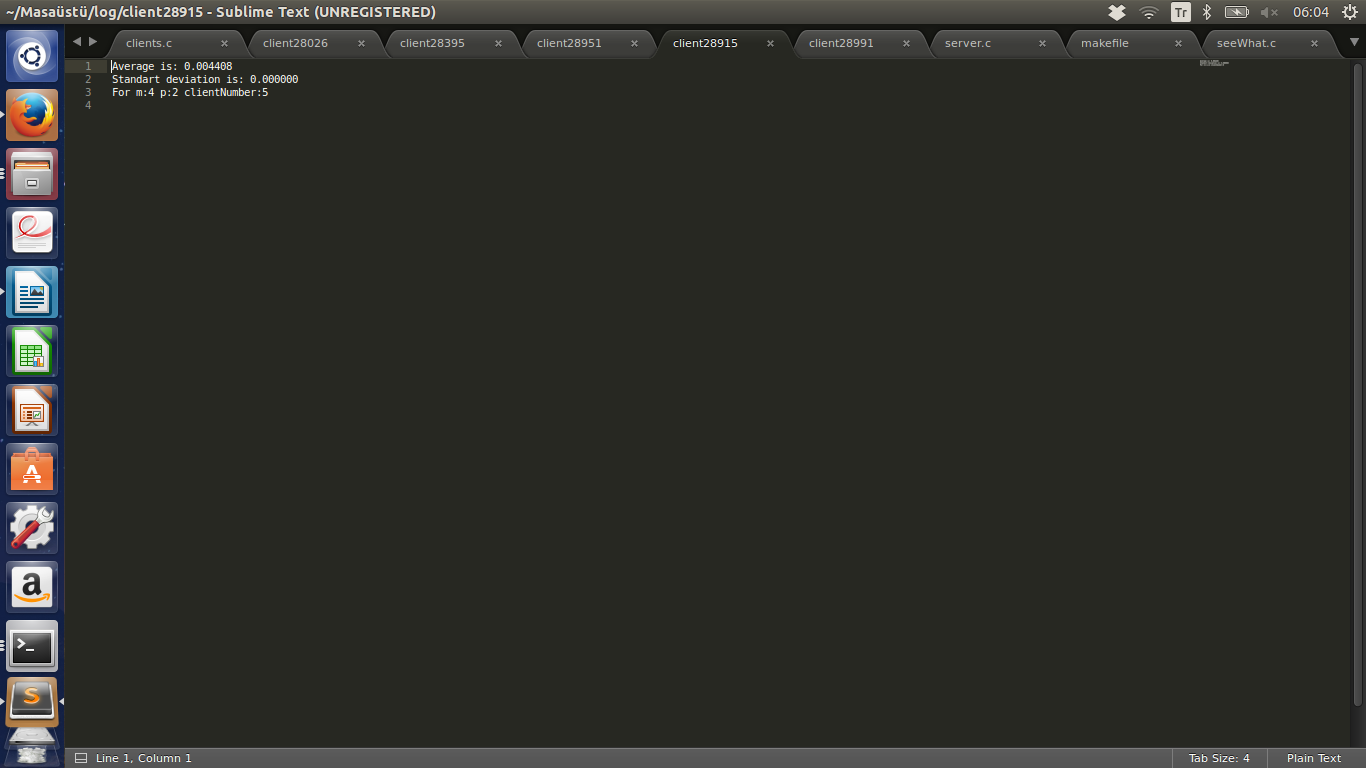 ~/Masaüstü/log/client28915 - Sublime Text (UNREGISTERED)
Tr
06:04
clients.c
client28026
client28395
client28951
client28915
client28991
server.c
makefile
seeWhat.c
1 Average is: 0.004408
2 Standart deviation is: 0.000000
3 For m:4 p:2 clientNumber:5
4
Line 1, Column 1
Tab Size: 4
Plain Text